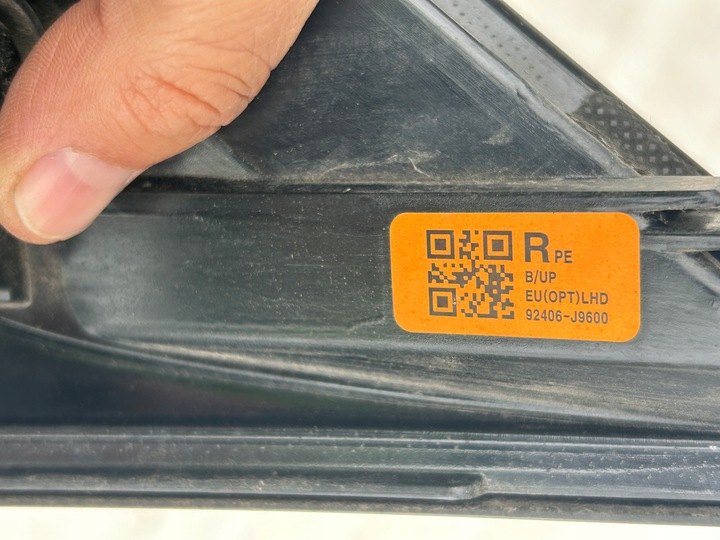 R PE
B/UP
EU(OPT)LHD
92406-J9600